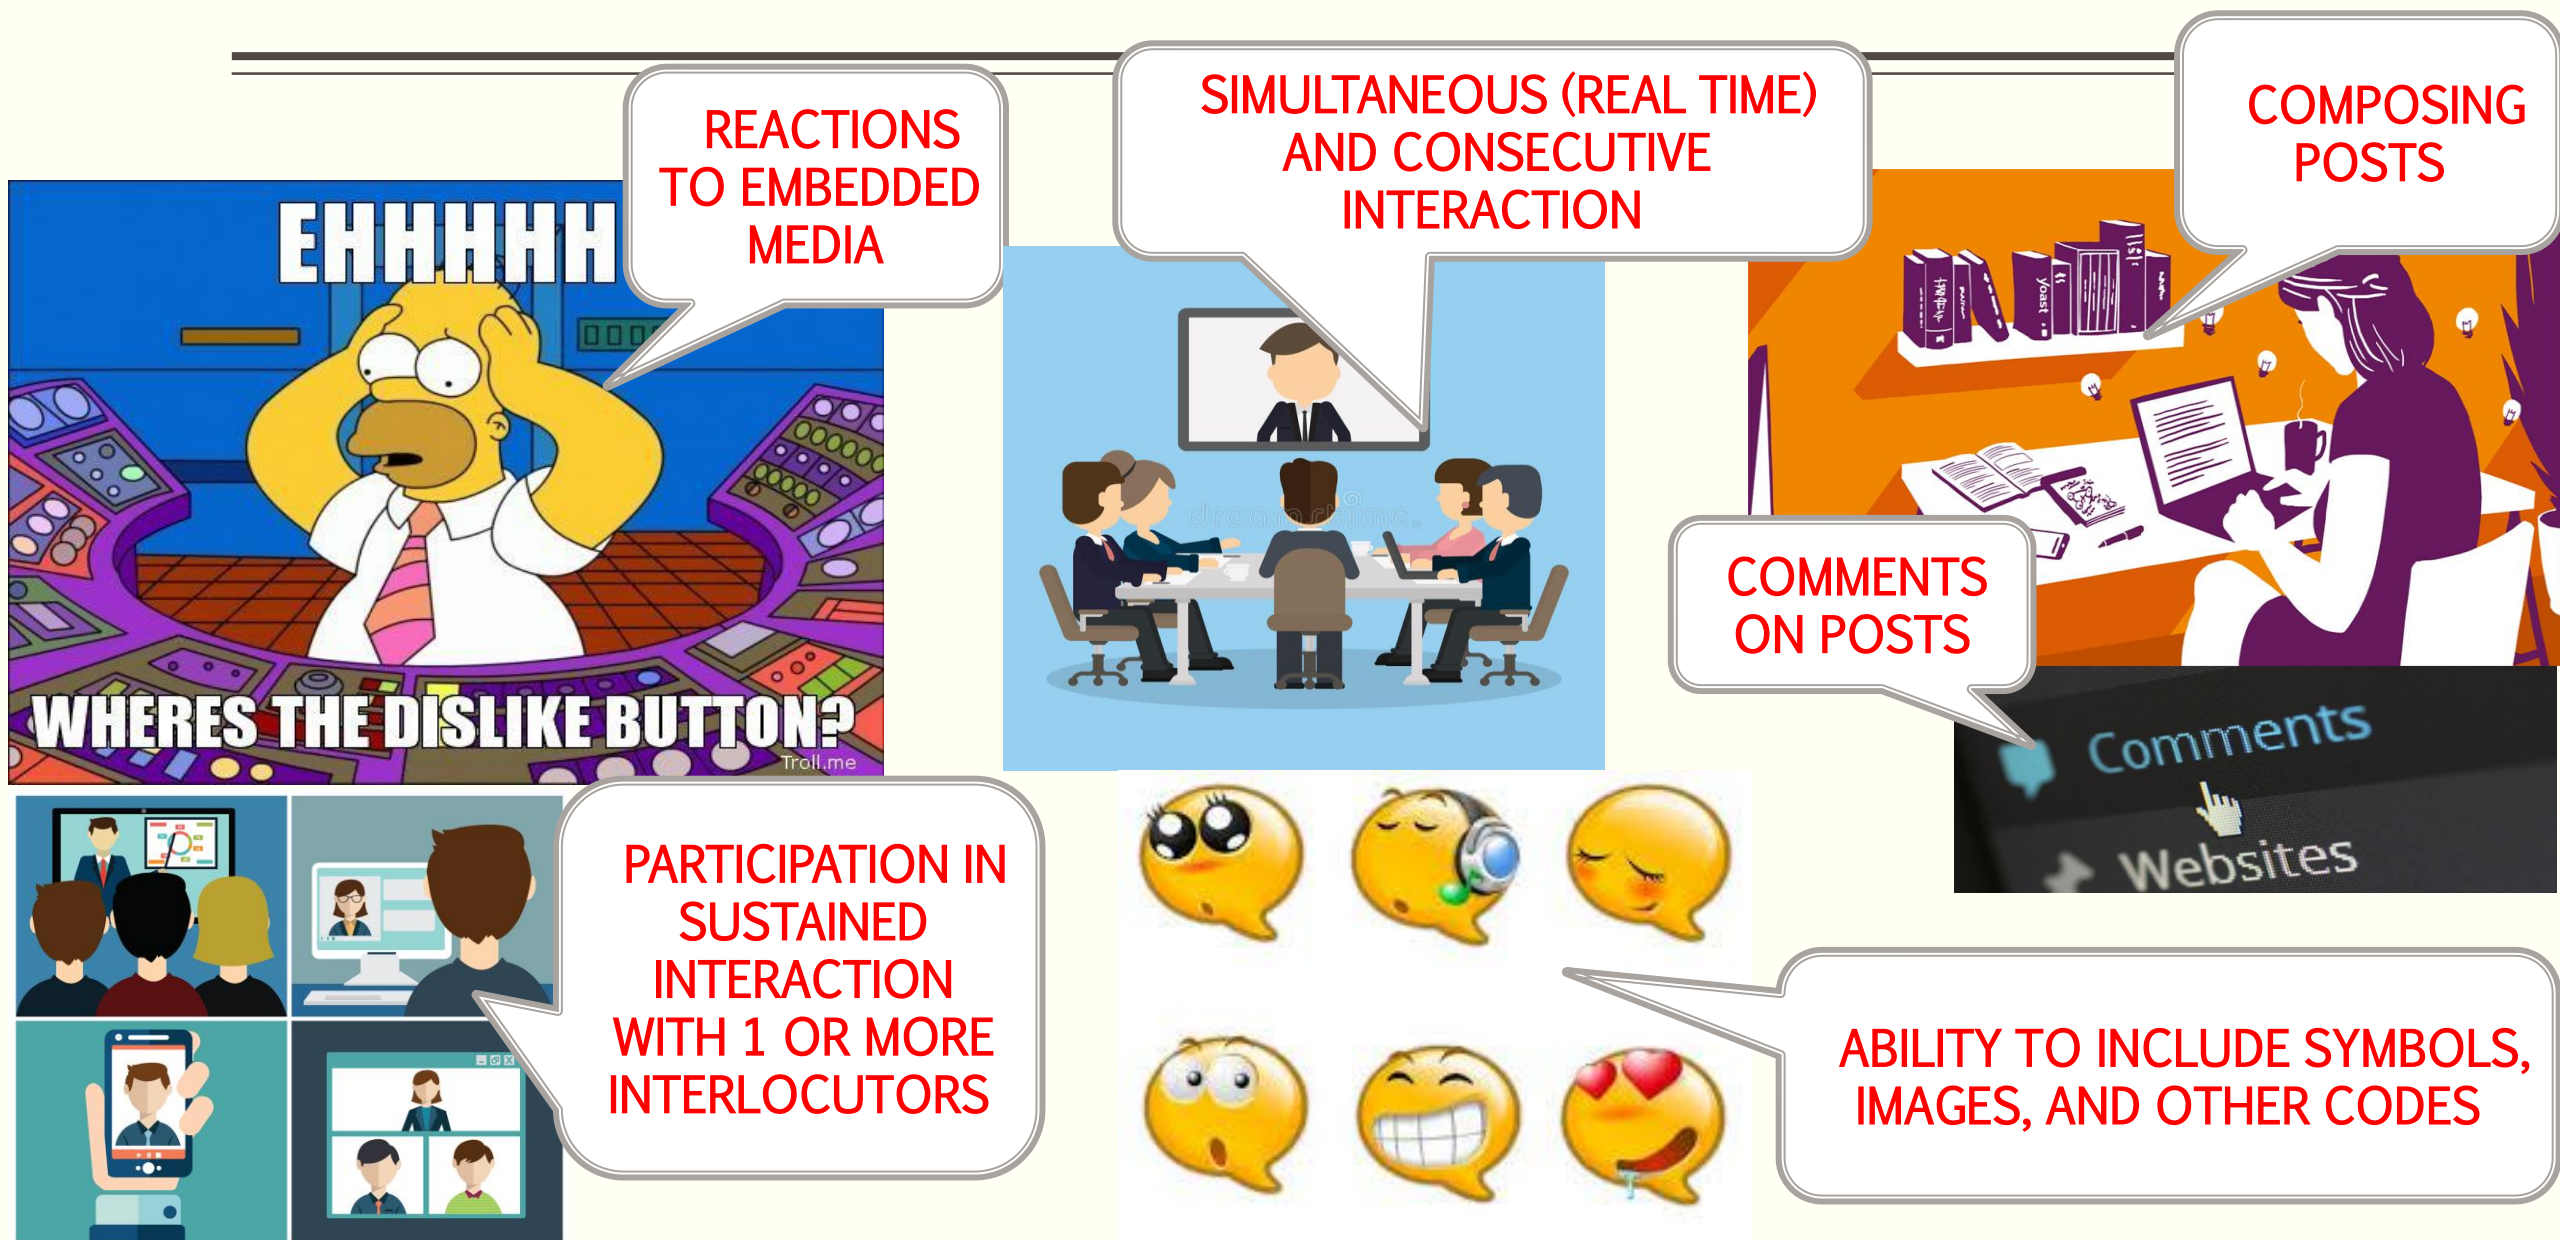 REACTIONS
TO EMBEDDED
MEDIA
SIMULTANEOUS (REAL TIME)
AND CONSECUTIVE
INTERACTION
COMPOSING
POSTS
EHHHHH
WHERES THE DISLIKE BUTTON?
Troll.me
dreamstime.
yoast
COMMENTS
ON POSTS
Comments
Websites
PARTICIPATION IN
SUSTAINED
INTERACTION
WITH 1 OR MORE
INTERLOCUTORS
ABILITY TO INCLUDE SYMBOLS,
IMAGES, AND OTHER CODES